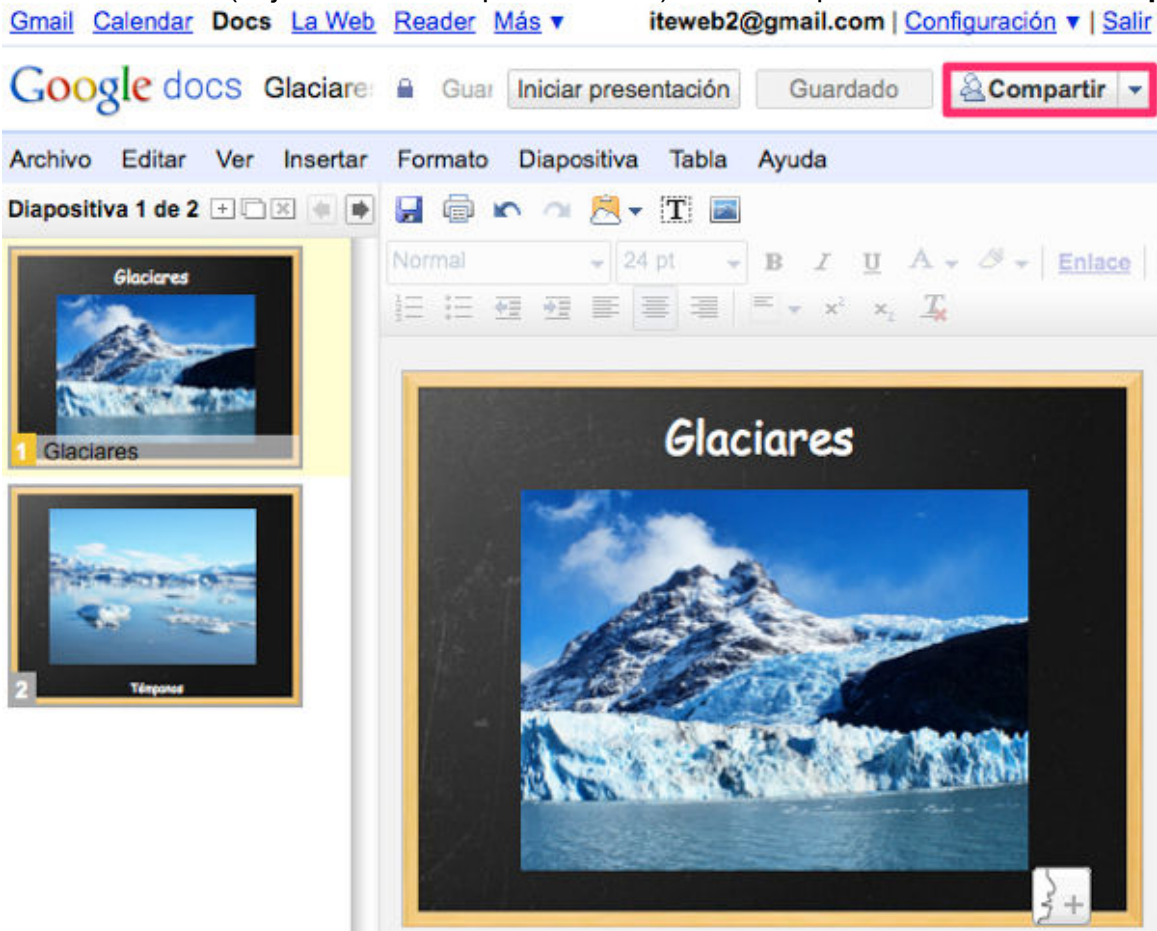 Gmail Calendar Docs La Web Reader Más ▼ iteweb2@gmail.com | Configuración ▼ | Salir
Google docs Glaciare Guar Iniciar presentación Guardado Compartir
Archivo Editar Ver Insertar Formato Diapositiva Tabla Ayuda
Diapositiva 1 de 2
Normal 24 pt B I U A Enlace
Glaciares
1 Glaciares
2 Témpanos
Glaciares